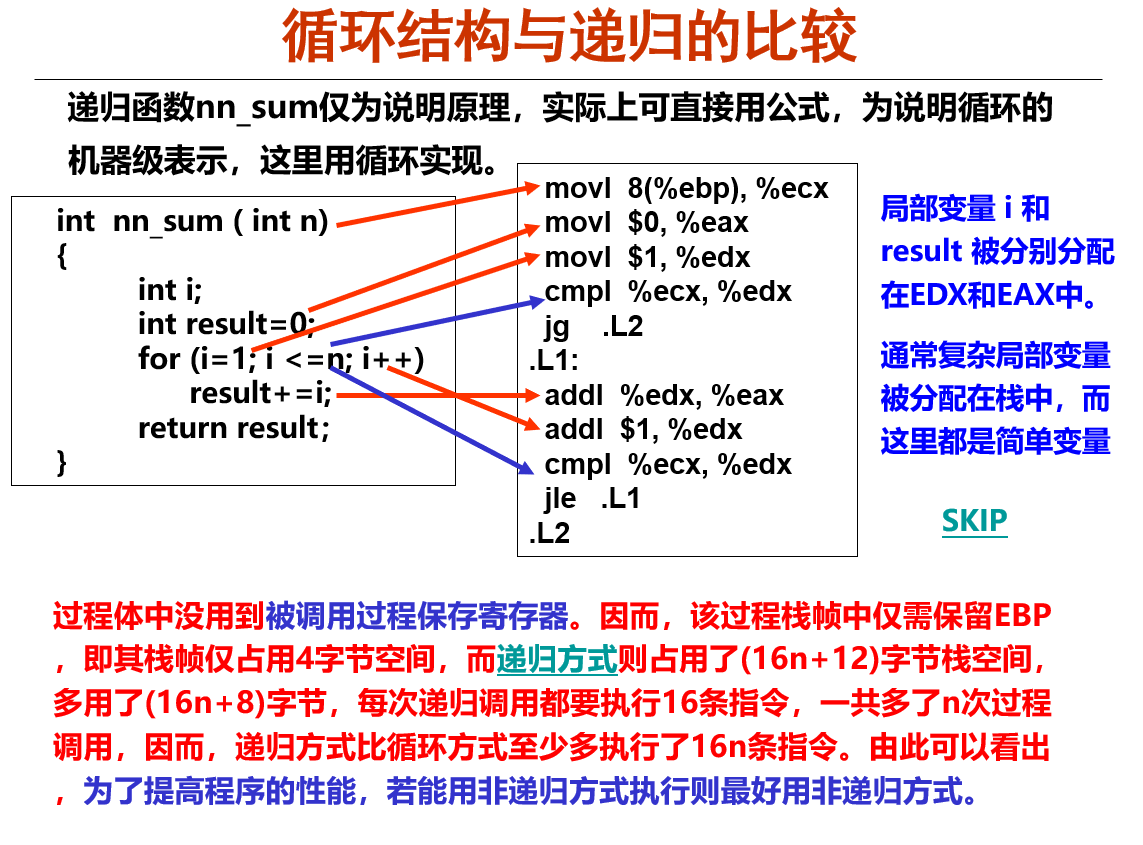 循环结构与递归的比较
递归函数nn_sum仅为说明原理，实际上可直接用公式，为说明循环的
机器级表示，这里用循环实现。
int nn_sum ( int n)
{
int i;
int result=0;
for (i=1; i <=n; i++)
result+=i;
return result;
}
movl 8(%ebp), %ecx
movl $0, %eax
movl $1, %edx
cmpl %ecx, %edx
jg .L2
.L1:
addl %edx, %eax
addl $1, %edx
cmpl %ecx, %edx
jle .L1
.L2
局部变量 i 和
result 被分别分配
在EDX和EAX中。
通常复杂局部变量
被分配在栈中，而
这里都是简单变量
SKIP
过程体中没用到被调用过程保存寄存器。因而，该过程栈帧中仅需保留EBP
，即其栈帧仅占用4字节空间，而递归方式则占用了(16n+12)字节栈空间，
多用了(16n+8)字节，每次递归调用都要执行16条指令，一共多了n次过程
调用，因而，递归方式比循环方式至少多执行了16n条指令。由此可以看出
，为了提高程序的性能，若能用非递归方式执行则最好用非递归方式。